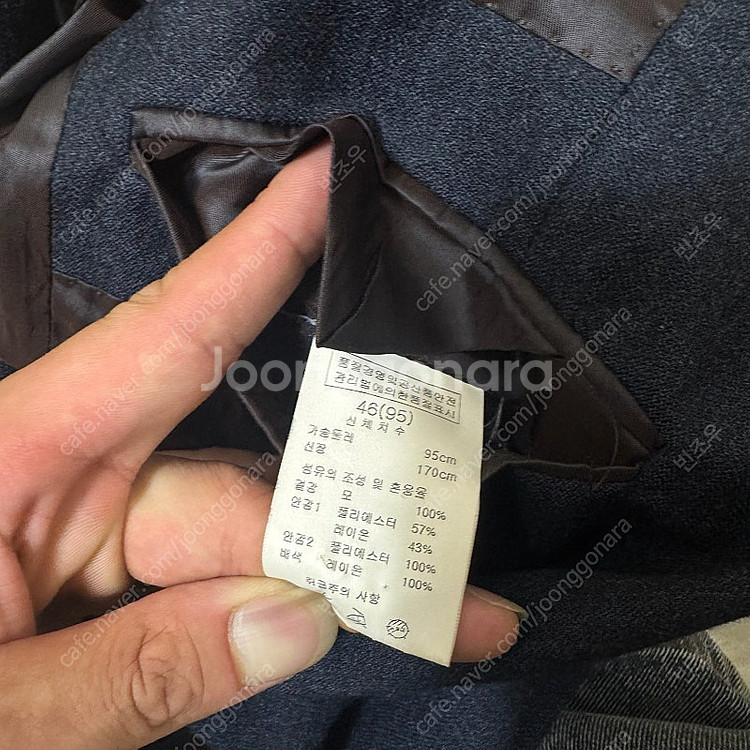 Joonggonara
품질경영및공산품안전
관리법에의한품질표시
46(95)
신체치수
가슴둘레 95cm
신장 170cm
섬유의 조성 및 혼용율
겉감 모 100%
안감1 폴리에스터 57%
레이온 43%
안감2 폴리에스터 100%
배색 레이온 100%
취급주의 사항
cafe.naver.com/joonggonara
빈조우